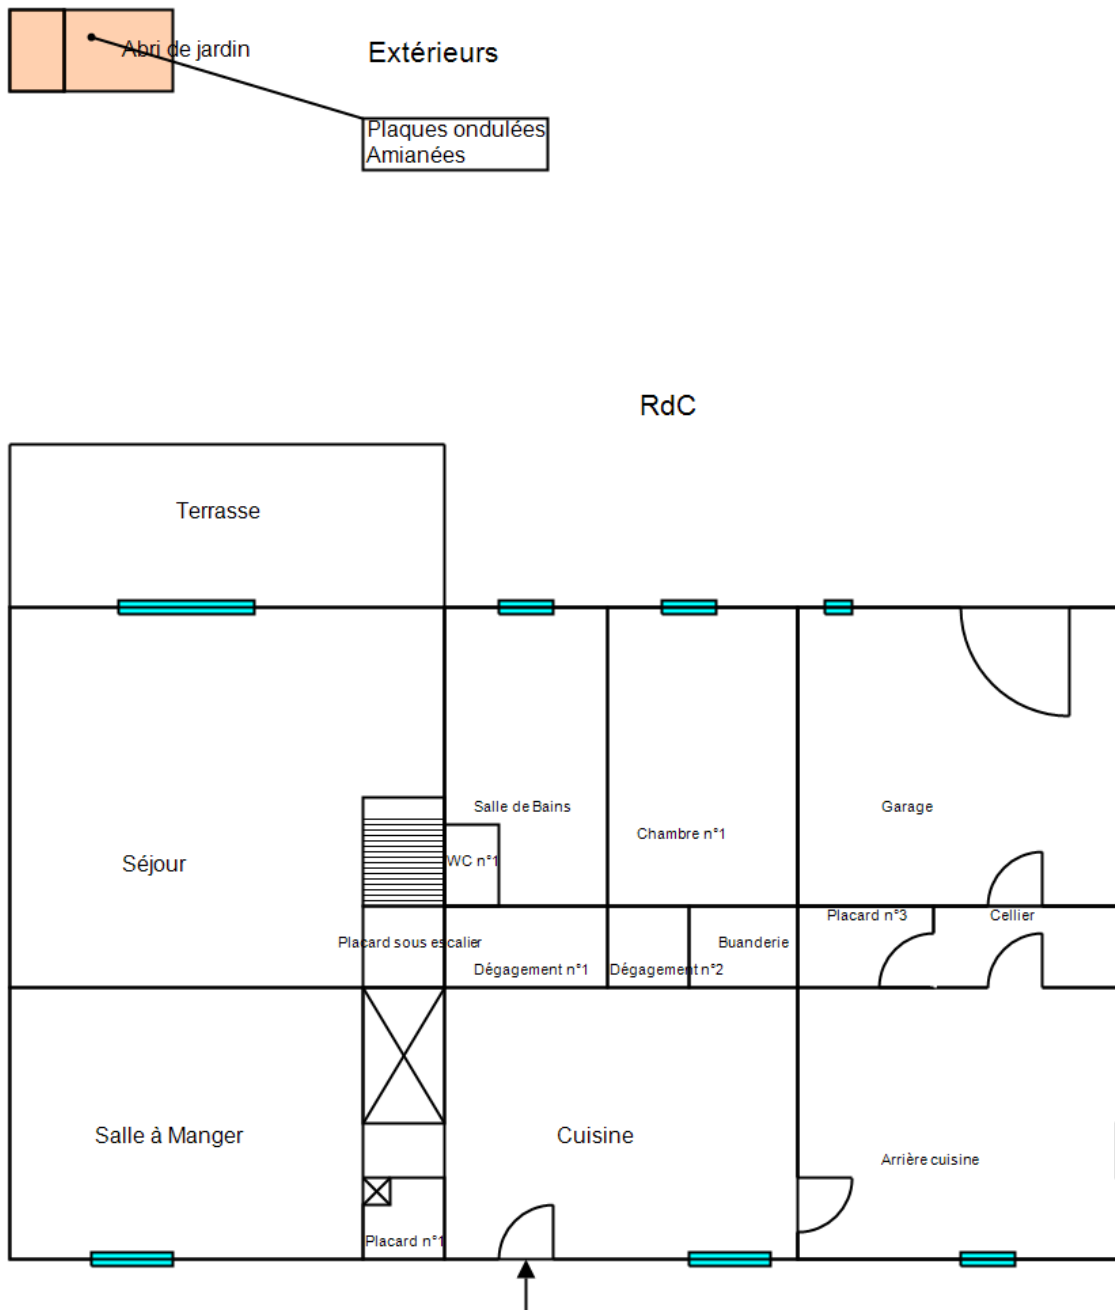 Abri de jardin
Extérieurs
Plaques ondulées
Amianées
RdC
Terrasse
Salle de Bains
Garage
Chambre n°1
WC n°1
Séjour
Placard n°3
Cellier
Placard sous escalier
Buanderie
Dégagement n°1
Dégagement n°2
Salle à Manger
Cuisine
Arrière cuisine
Placard n°1